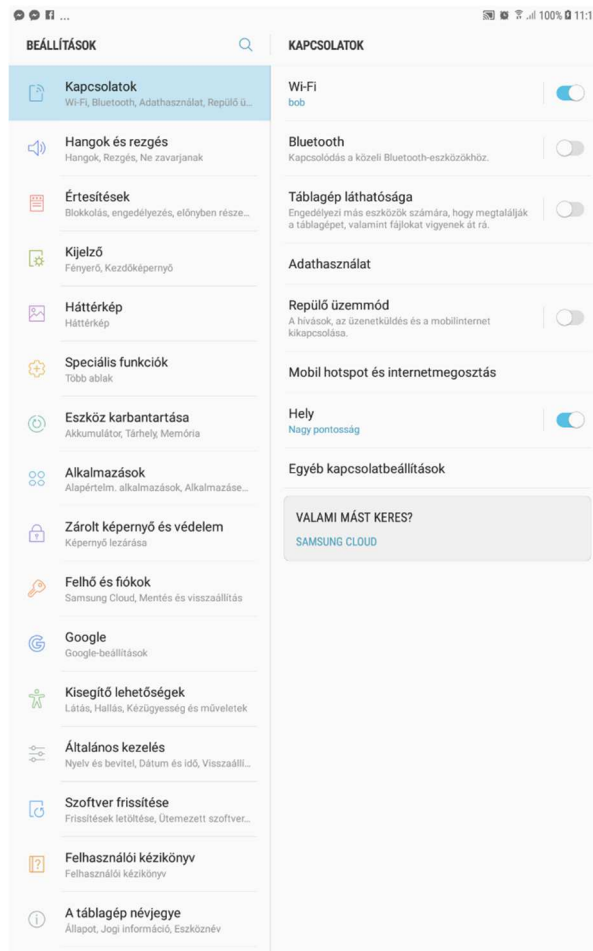 ... 100% 11:1
BEÁLLÍTÁSOK
Kapcsolatok
Wi-Fi, Bluetooth, Adathasználat, Repülő ü...
Hangok és rezgés
Hangok, Rezgés, Ne zavarjanak
Értesítések
Blokkolás, engedélyezés, előnyben része...
Kijelző
Fényerő, Kezdőképernyő
Háttérkép
Háttérkép
Speciális funkciók
Több ablak
Eszköz karbantartása
Akkumulátor, Tárhely, Memória
Alkalmazások
Alapértelm. alkalmazások, Alkalmazáse...
Zárolt képernyő és védelem
Képernyő lezárása
Felhő és fiókok
Samsung Cloud, Mentés és visszaállítás
Google
Google-beállítások
Kisegítő lehetőségek
Látás, Hallás, Kézügyesség és műveletek
Általános kezelés
Nyelv és bevitel, Dátum és idő, Visszaállí...
Szoftver frissítése
Frissítések letöltése, Ütemezett szoftver...
Felhasználói kézikönyv
Felhasználói kézikönyv
A táblagép névjegye
Állapot, Jogi információ, Eszköznév
KAPCSOLATOK
Wi-Fi
bob
Bluetooth
Kapcsolódás a közeli Bluetooth-eszközökhöz.
Táblagép láthatósága
Engedélyezi más eszközök számára, hogy megtalálják
a táblagépet, valamint fájlokat vigyenek át rá.
Adathasználat
Repülő üzemmód
A hívások, az üzenetküldés és a mobilinternet
kikapcsolása.
Mobil hotspot és internetmegosztás
Hely
Nagy pontosság
Egyéb kapcsolatbeállítások
VALAMI MÁST KERES?
SAMSUNG CLOUD